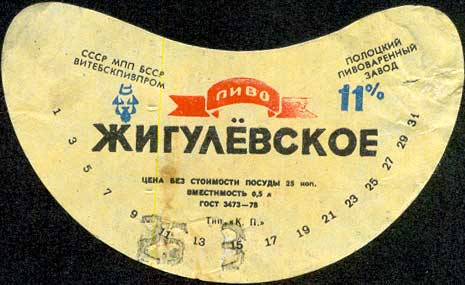 СССР МПП БССР
ВИТЕБСКПИВПРОМ
ПОЛОЦКИЙ
ПИВОВАРЕННЫЙ
ЗАВОД
ПИВО
11%
ЖИГУЛЁВСКОЕ
ЦЕНА БЕЗ СТОИМОСТИ ПОСУДЫ 25 коп.
ВМЕСТИМОСТЬ 0,5 л
ГОСТ 3473—78
Тип. «К. П.»
1 3 5 7 9 11 13 15 17 19 21 23 25 27 29 31